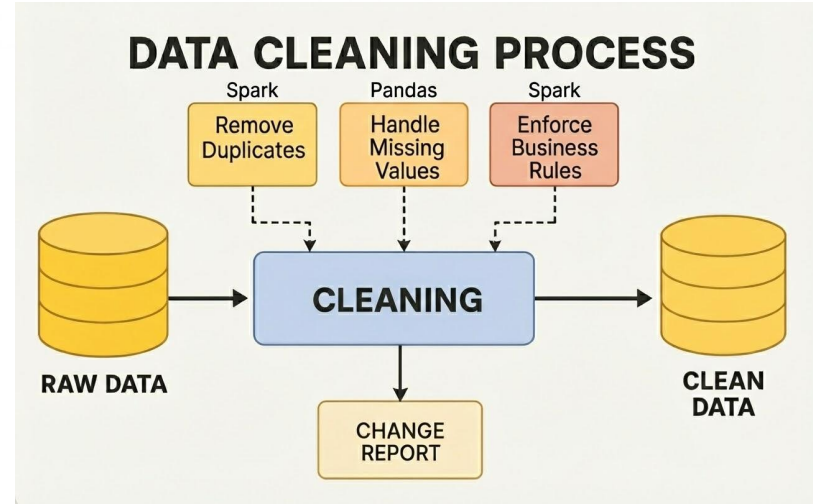 DATA CLEANING PROCESS
Spark
Remove
Duplicates
Pandas
Handle
Missing
Values
Spark
Enforce
Business
Rules
RAW DATA
CLEANING
CLEAN
DATA
CHANGE
REPORT